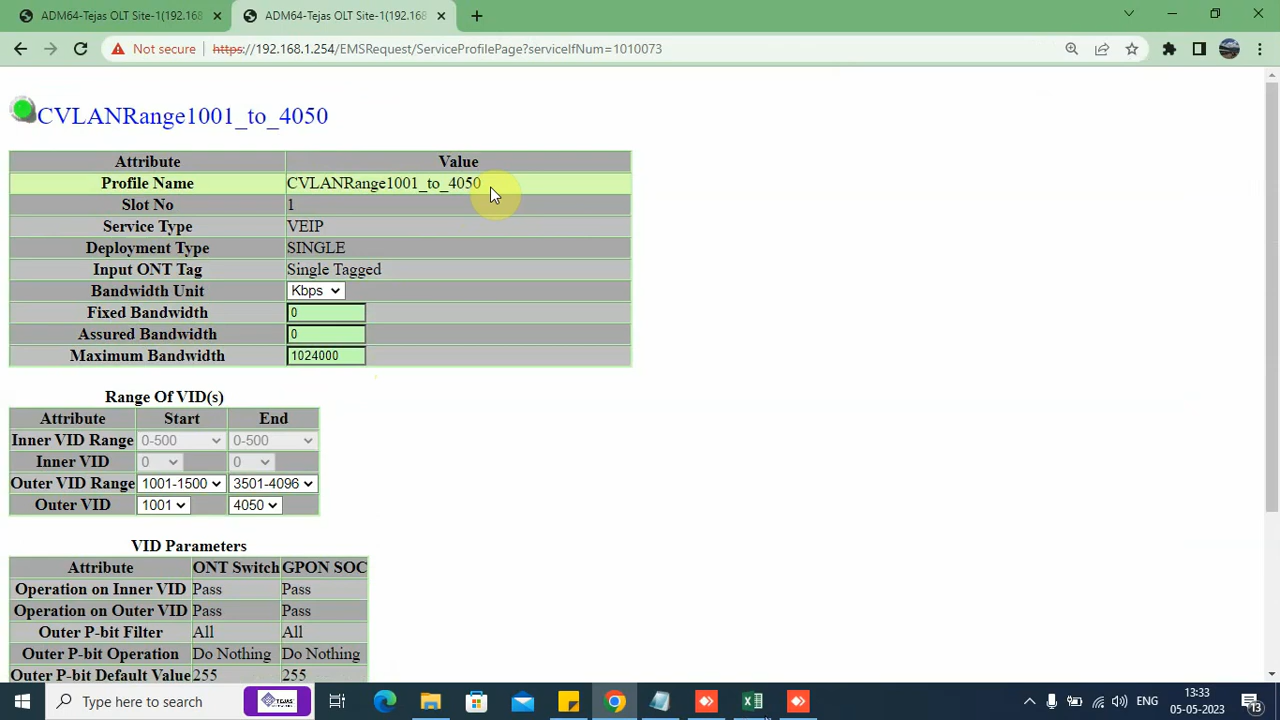 ADM64-Tejas OLT Site-1(192.168 ADM64-Tejas OLT Site-1(192.168
Not secure https://192.168.1.254/EMSRequest/ServiceProfilePage?serviceIfNum=1010073
CVLANRange1001_to_4050
Attribute Value
Profile Name CVLANRange1001_to_4050
Slot No 1
Service Type VEIP
Deployment Type SINGLE
Input ONT Tag Single Tagged
Bandwidth Unit Kbps
Fixed Bandwidth 0
Assured Bandwidth 0
Maximum Bandwidth 1024000
Range Of VID(s)
Attribute Start End
Inner VID Range 0-500 0-500
Inner VID 0 0
Outer VID Range 1001-1500 3501-4096
Outer VID 1001 4050
VID Parameters
Attribute ONT Switch GPON SOC
Operation on Inner VID Pass Pass
Operation on Outer VID Pass Pass
Outer P-bit Filter All All
Outer P-bit Operation Do Nothing Do Nothing
Outer P-bit Default Value 255 255
Type here to search TEJAS ENG 13:33
05-05-2023 13